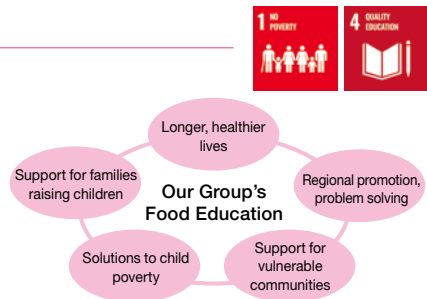 1 NO
POVERTY
4 QUALITY
EDUCATION
Longer, healthier
lives
Support for families
raising children
Our Group's
Food Education
Regional promotion,
problem solving
Solutions to child
poverty
Support for
vulnerable
communities